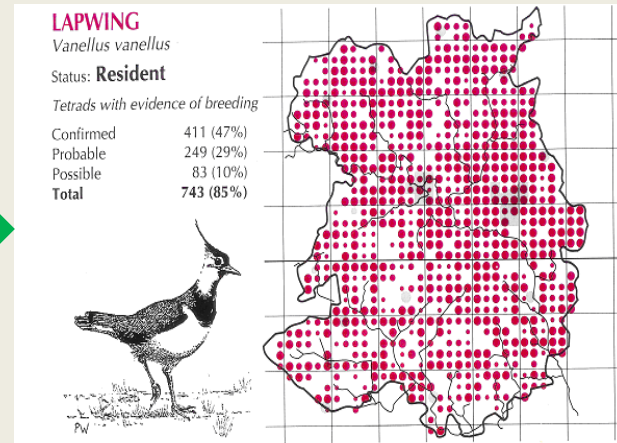 LAPWING
Vanellus vanellus
Status: Resident
Tetrads with evidence of breeding
Confirmed 411 (47%)
Probable 249 (29%)
Possible 83 (10%)
Total 743 (85%)
PW